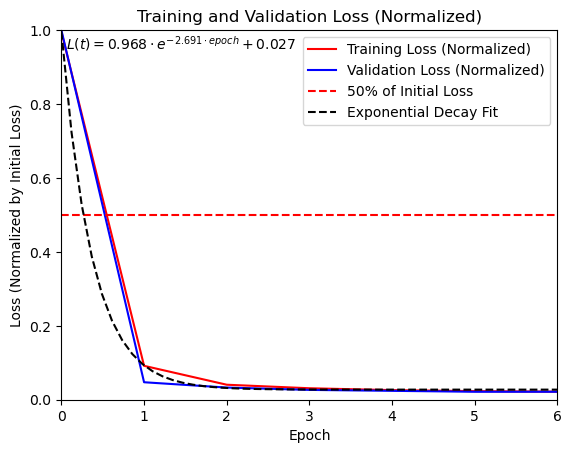 Training and Validation Loss (Normalized)
L(t) = 0.968 · e^{−2.691 · epoch} + 0.027
Training Loss (Normalized)
Validation Loss (Normalized)
50% of Initial Loss
Exponential Decay Fit
Loss (Normalized by Initial Loss)
1.0
0.8
0.6
0.4
0.2
0.0
0 1 2 3 4 5 6
Epoch